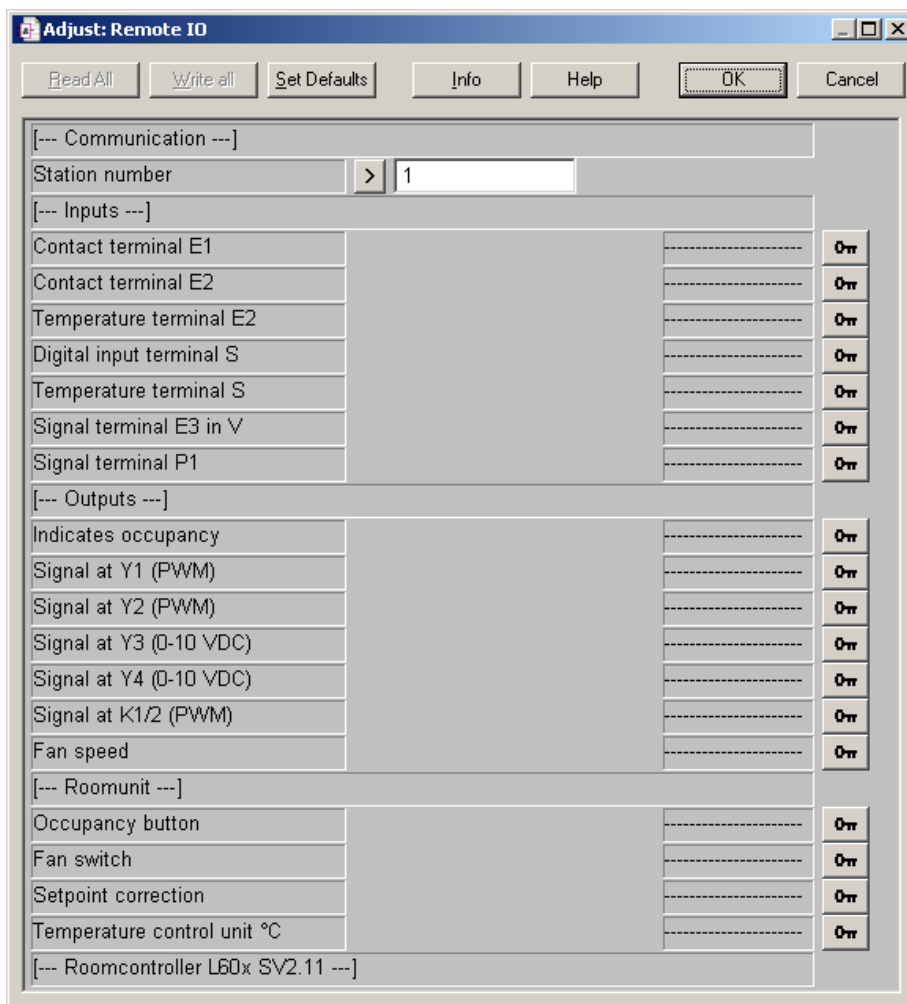 Adjust: Remote IO
Read All Write all Set Defaults Info Help OK Cancel
[--- Communication ---]
Station number > 1
[--- Inputs ---]
Contact terminal E1 ----------------------
Contact terminal E2 ----------------------
Temperature terminal E2 ----------------------
Digital input terminal S ----------------------
Temperature terminal S ----------------------
Signal terminal E3 in V ----------------------
Signal terminal P1 ----------------------
[--- Outputs ---]
Indicates occupancy ----------------------
Signal at Y1 (PWM) ----------------------
Signal at Y2 (PWM) ----------------------
Signal at Y3 (0-10 VDC) ----------------------
Signal at Y4 (0-10 VDC) ----------------------
Signal at K1/2 (PWM) ----------------------
Fan speed ----------------------
[--- Roomunit ---]
Occupancy button ----------------------
Fan switch ----------------------
Setpoint correction ----------------------
Temperature control unit °C ----------------------
[--- Roomcontroller L60x SV2.11 ---]